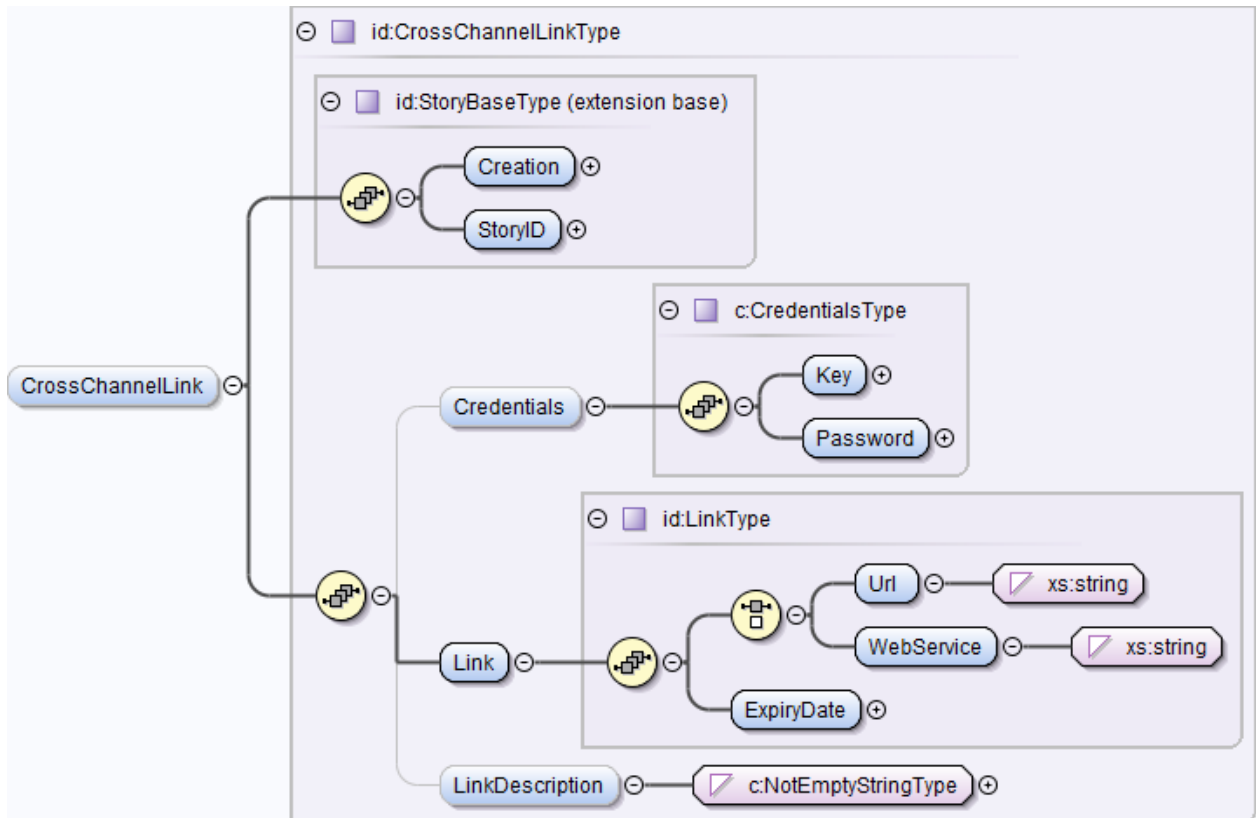 id:CrossChannelLinkType
id:StoryBaseType (extension base)
Creation
StoryID
c:CredentialsType
Key
CrossChannelLink
Credentials
Password
id:LinkType
Url
xs:string
WebService
xs:string
Link
ExpiryDate
LinkDescription
c:NotEmptyStringType